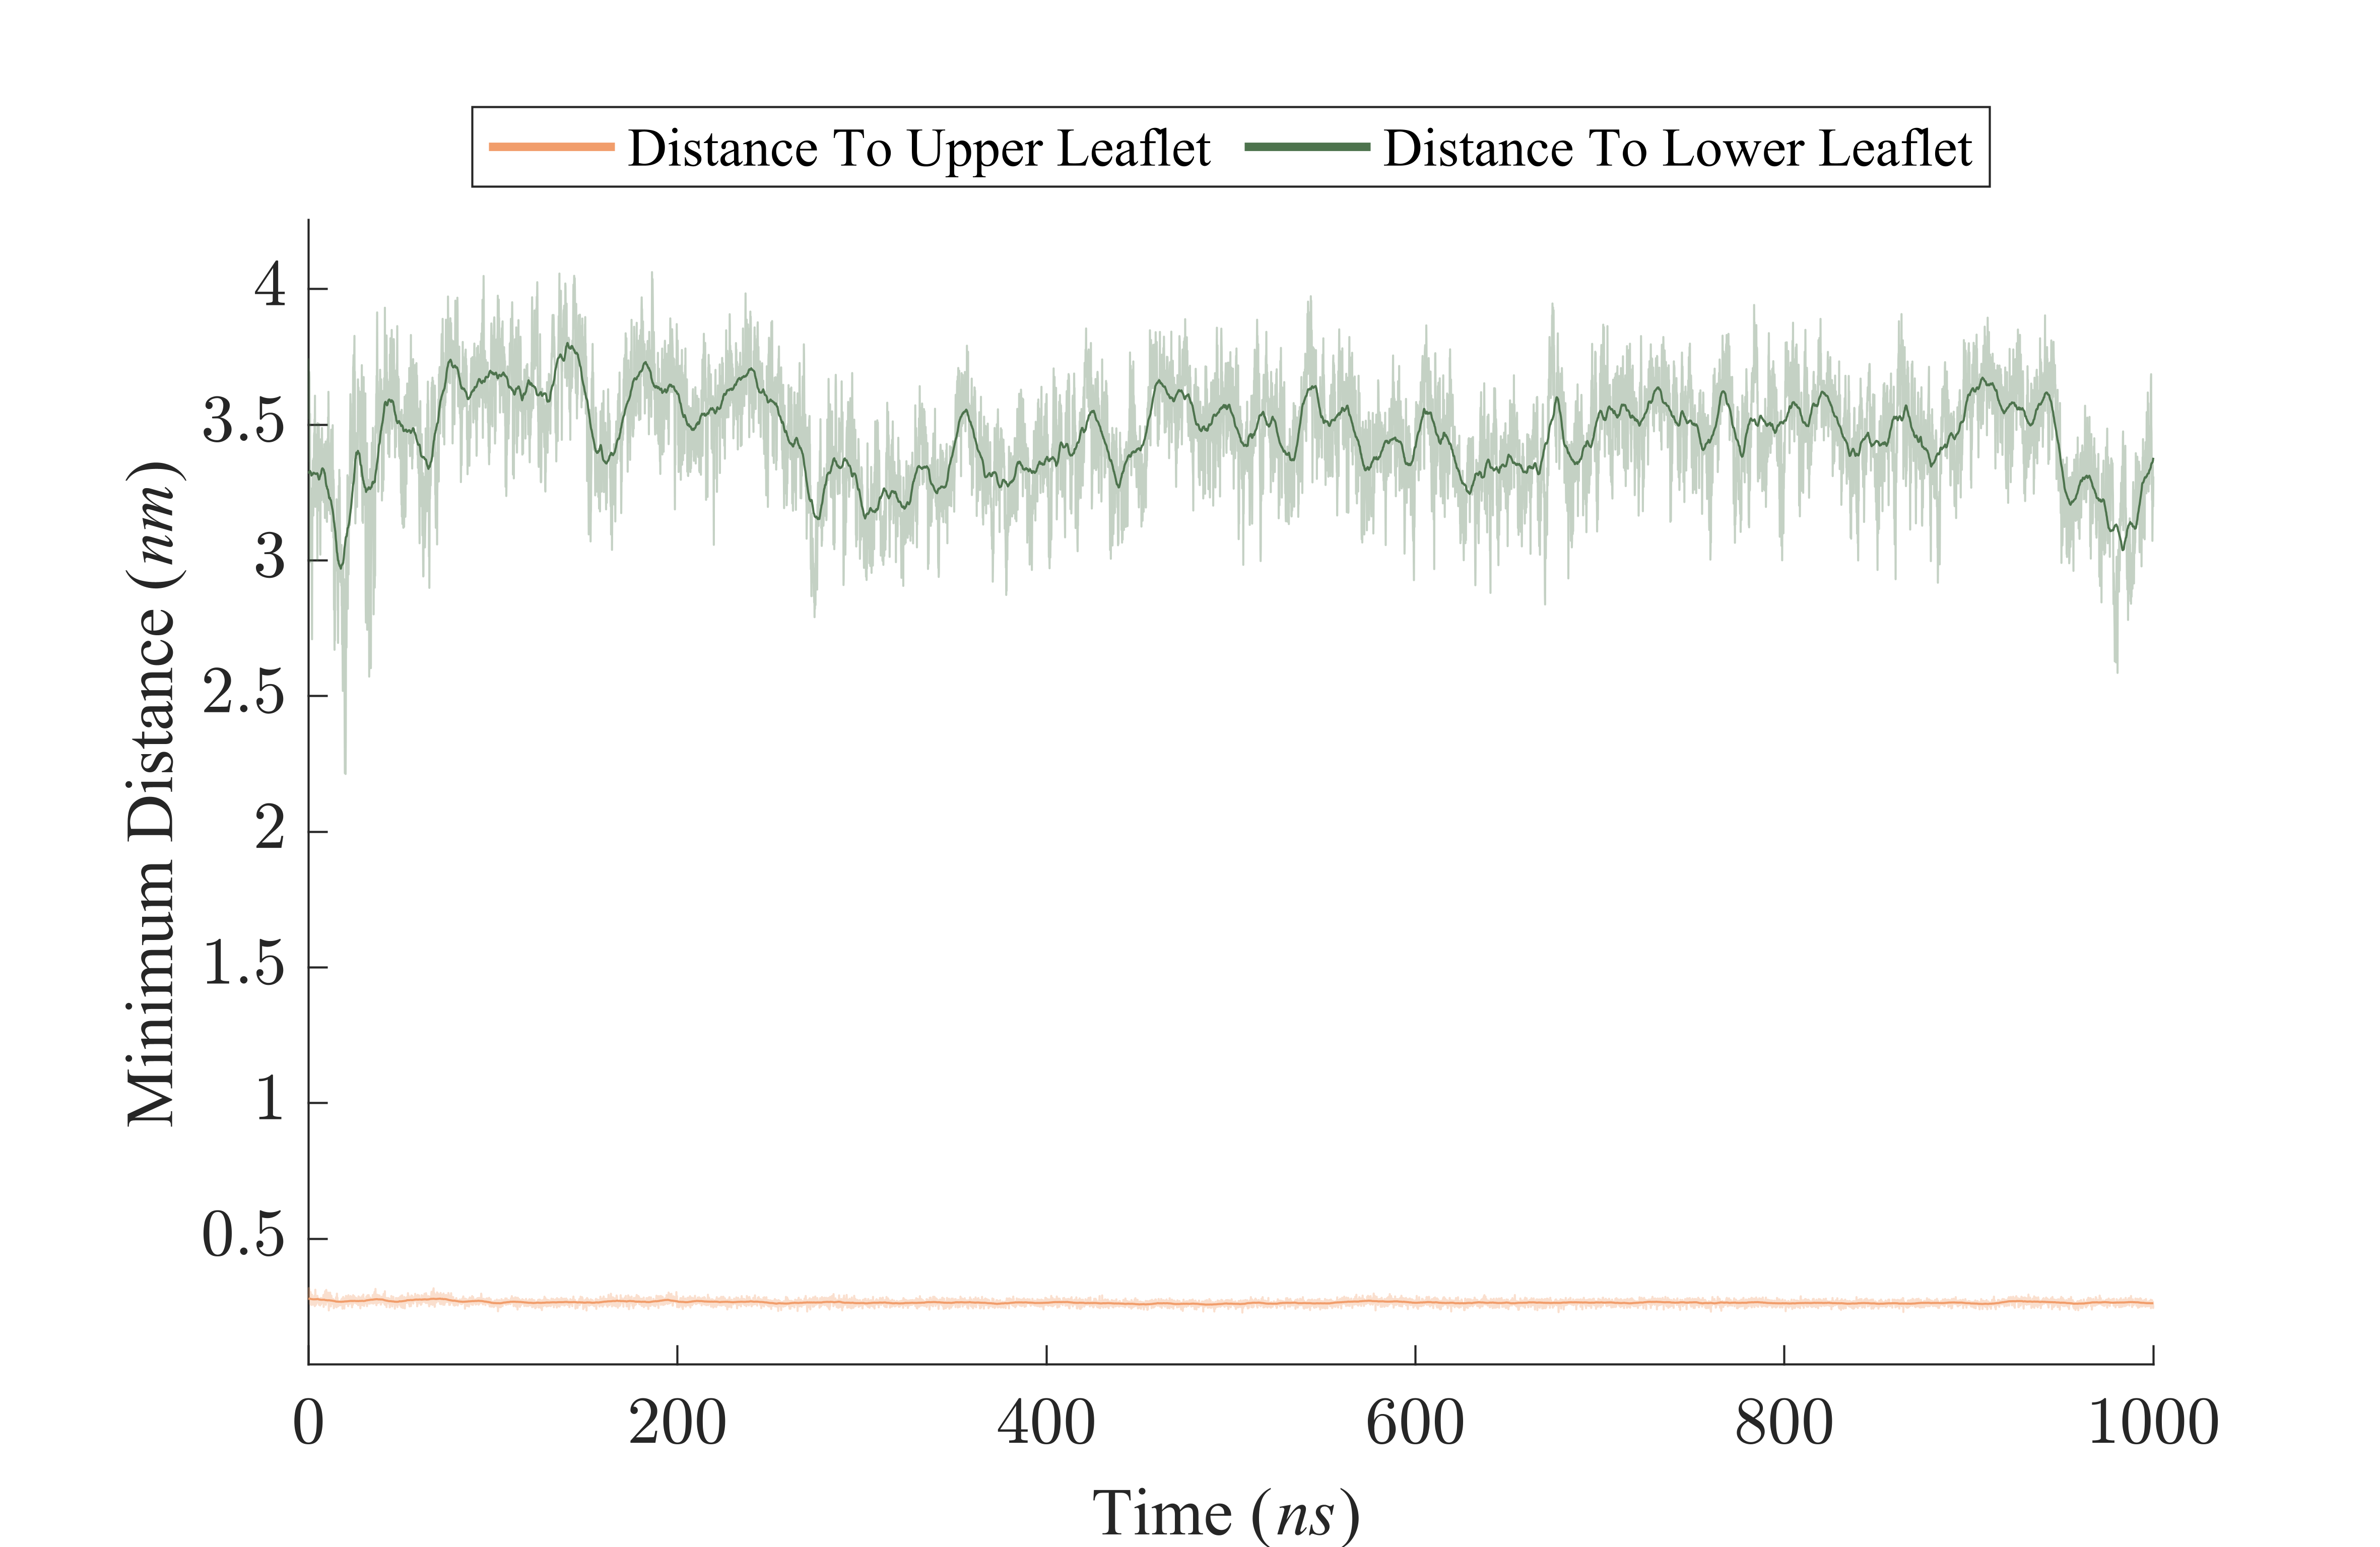 Distance To Upper Leaflet Distance To Lower Leaflet
Minimum Distance (nm)
4
3.5
3
2.5
2
1.5
1
0.5
0 200 400 600 800 1000
Time (ns)